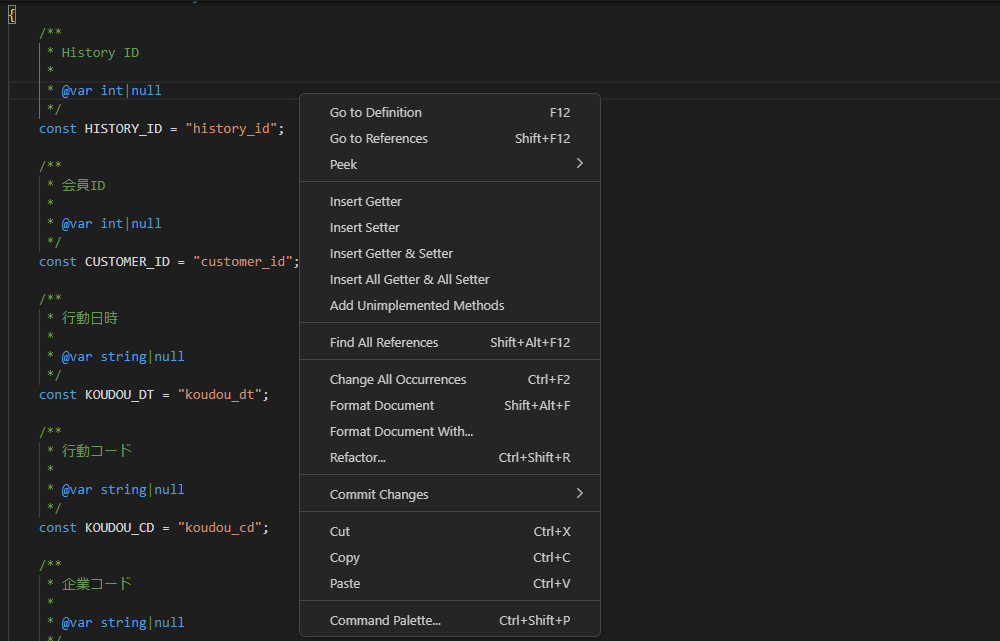 {
/**
* History ID
*
* @var int|null
*/
const HISTORY_ID = "history_id";
/**
* 会員ID
*
* @var int|null
*/
const CUSTOMER_ID = "customer_id";
/**
* 行動日時
*
* @var string|null
*/
const KOUDOU_DT = "koudou_dt";
/**
* 行動コード
*
* @var string|null
*/
const KOUDOU_CD = "koudou_cd";
/**
* 企業コード
*
* @var string|null
*/
Go to Definition F12
Go to References Shift+F12
Peek
Insert Getter
Insert Setter
Insert Getter & Setter
Insert All Getter & All Setter
Add Unimplemented Methods
Find All References Shift+Alt+F12
Change All Occurrences Ctrl+F2
Format Document Shift+Alt+F
Format Document With...
Refactor... Ctrl+Shift+R
Commit Changes
Cut Ctrl+X
Copy Ctrl+C
Paste Ctrl+V
Command Palette... Ctrl+Shift+P